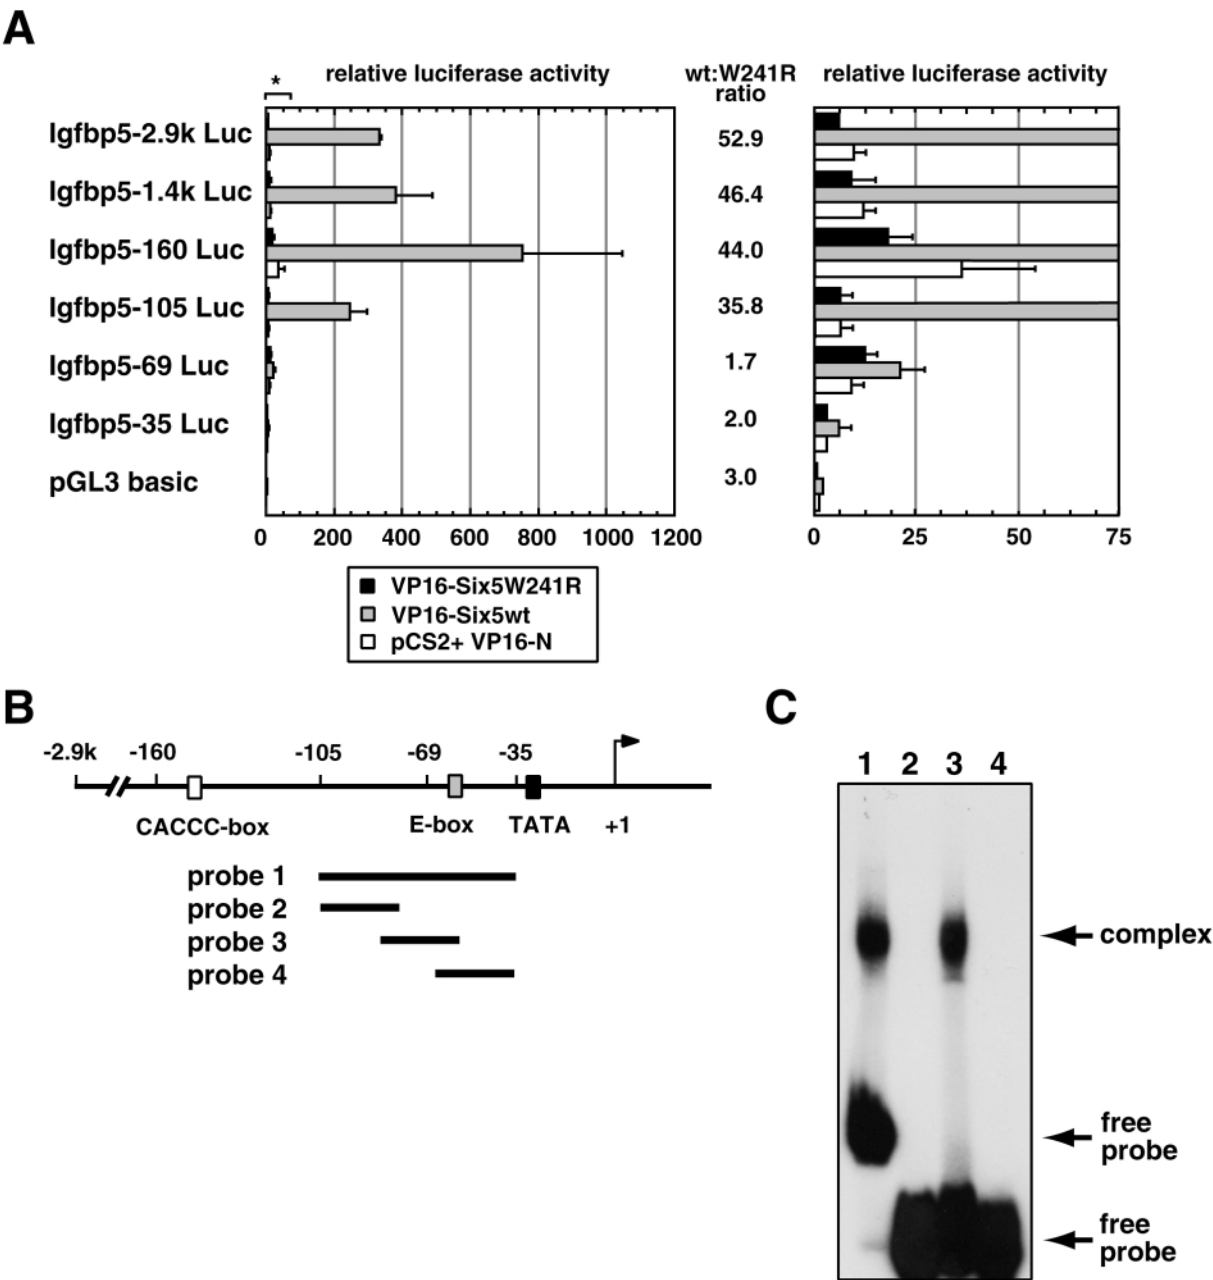 A
relative luciferase activity
wt:W241R
ratio
relative luciferase activity
*
Igfbp5-2.9k Luc
52.9
Igfbp5-1.4k Luc
46.4
Igfbp5-160 Luc
44.0
Igfbp5-105 Luc
35.8
Igfbp5-69 Luc
1.7
Igfbp5-35 Luc
2.0
pGL3 basic
3.0
0 200 400 600 800 1000 1200
0 25 50 75
VP16-Six5W241R
VP16-Six5wt
pCS2+ VP16-N
B
-2.9k -160 -105 -69 -35
CACCC-box E-box TATA +1
probe 1
probe 2
probe 3
probe 4
C
1 2 3 4
complex
free
probe
free
probe